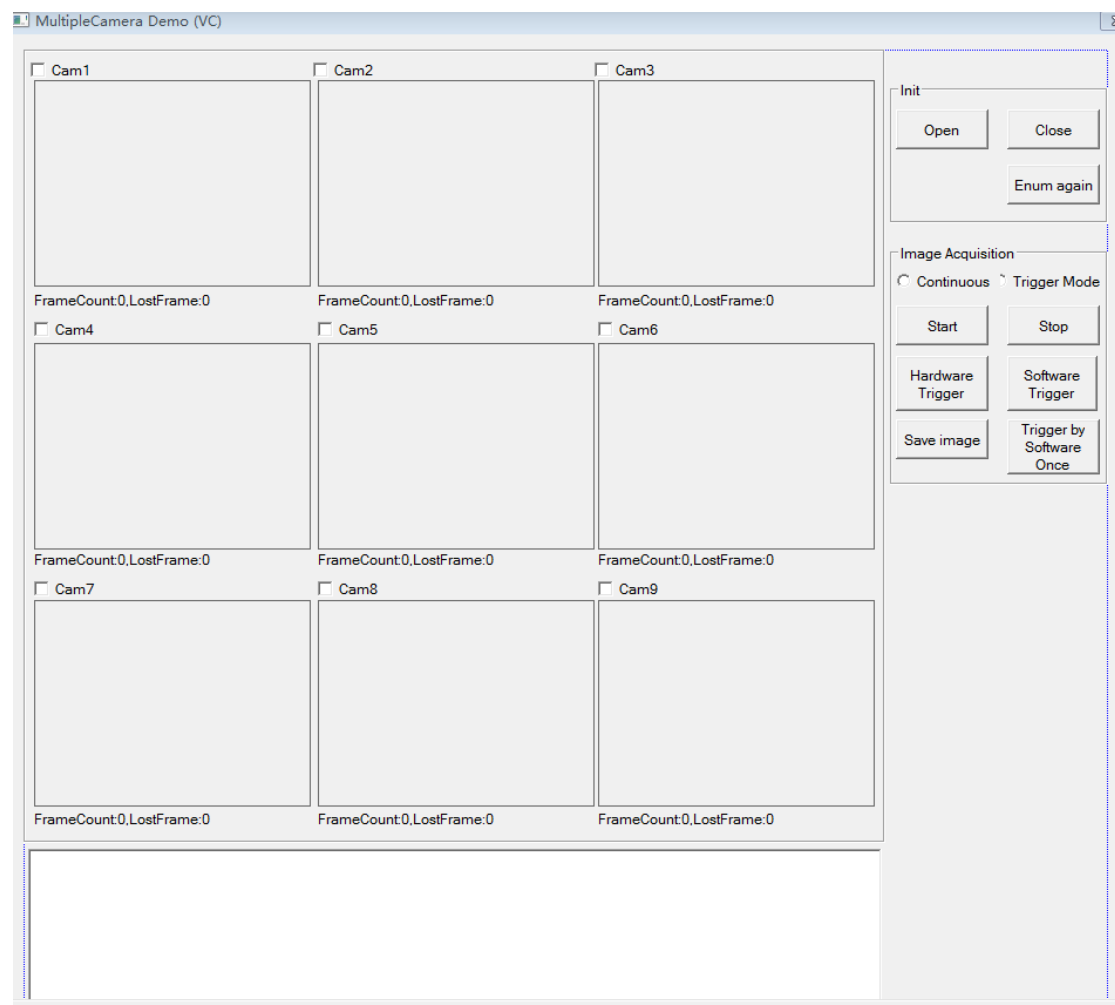 MultipleCamera Demo (VC)
Cam1
Cam2
Cam3
FrameCount:0,LostFrame:0
FrameCount:0,LostFrame:0
FrameCount:0,LostFrame:0
Cam4
Cam5
Cam6
FrameCount:0,LostFrame:0
FrameCount:0,LostFrame:0
FrameCount:0,LostFrame:0
Cam7
Cam8
Cam9
FrameCount:0,LostFrame:0
FrameCount:0,LostFrame:0
FrameCount:0,LostFrame:0
Init
Open
Close
Enum again
Image Acquisition
Continuous
Trigger Mode
Start
Stop
Hardware
Trigger
Software
Trigger
Save image
Trigger by
Software
Once